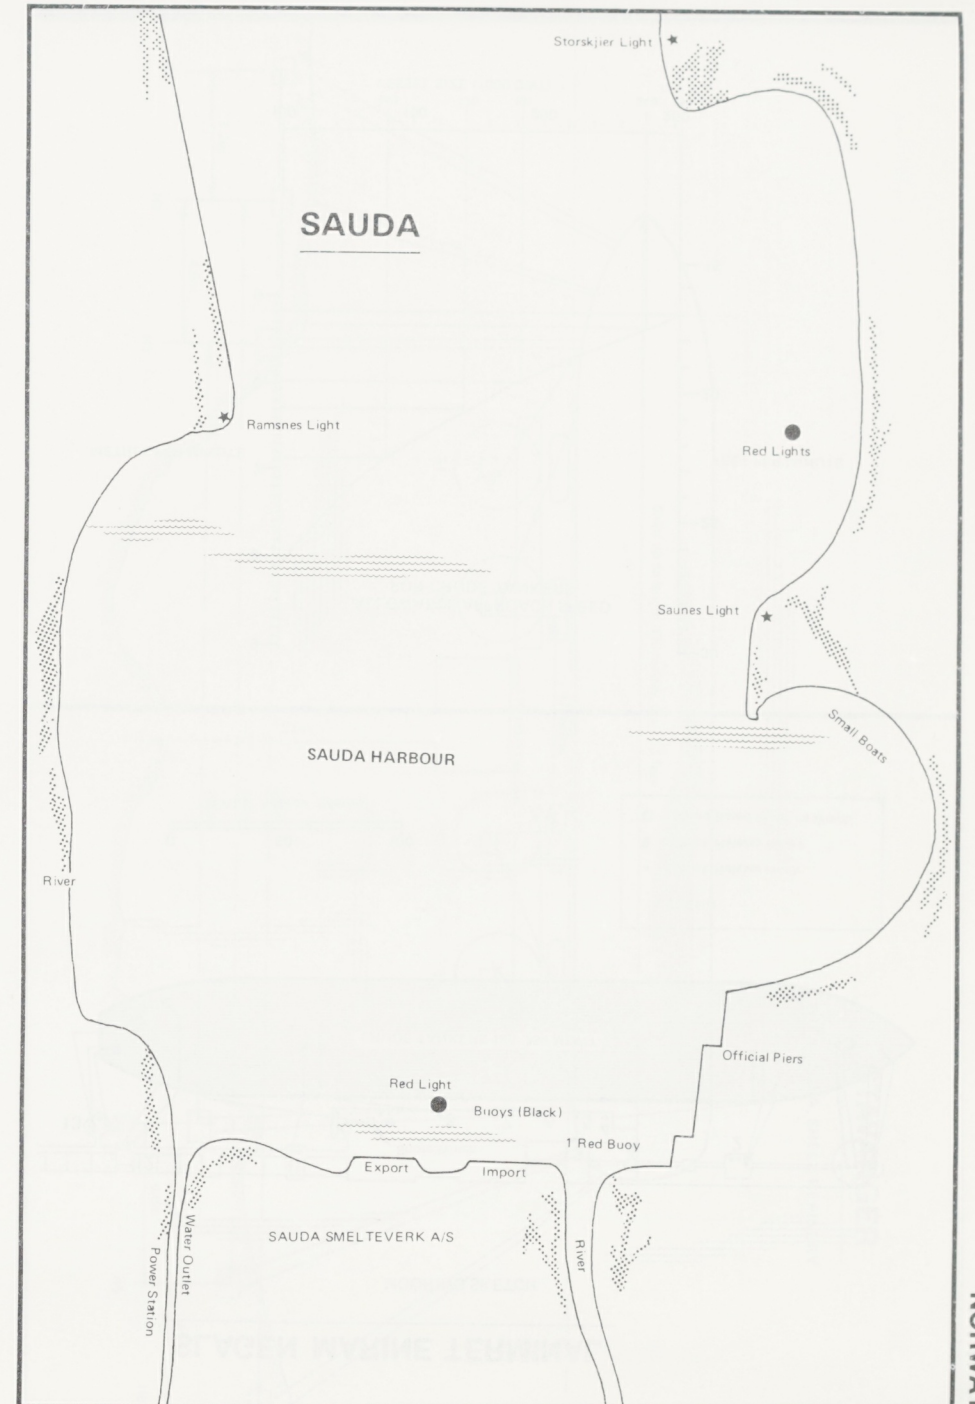 Storskjier Light
SAUDA
Ramsnes Light
Red Lights
Saunes Light
Small Boats
SAUDA HARBOUR
River
Official Piers
Red Light
Buoys (Black)
1 Red Buoy
Export
Import
SAUDA SMELTEVERK A/S
Water Outlet
Power Station
River